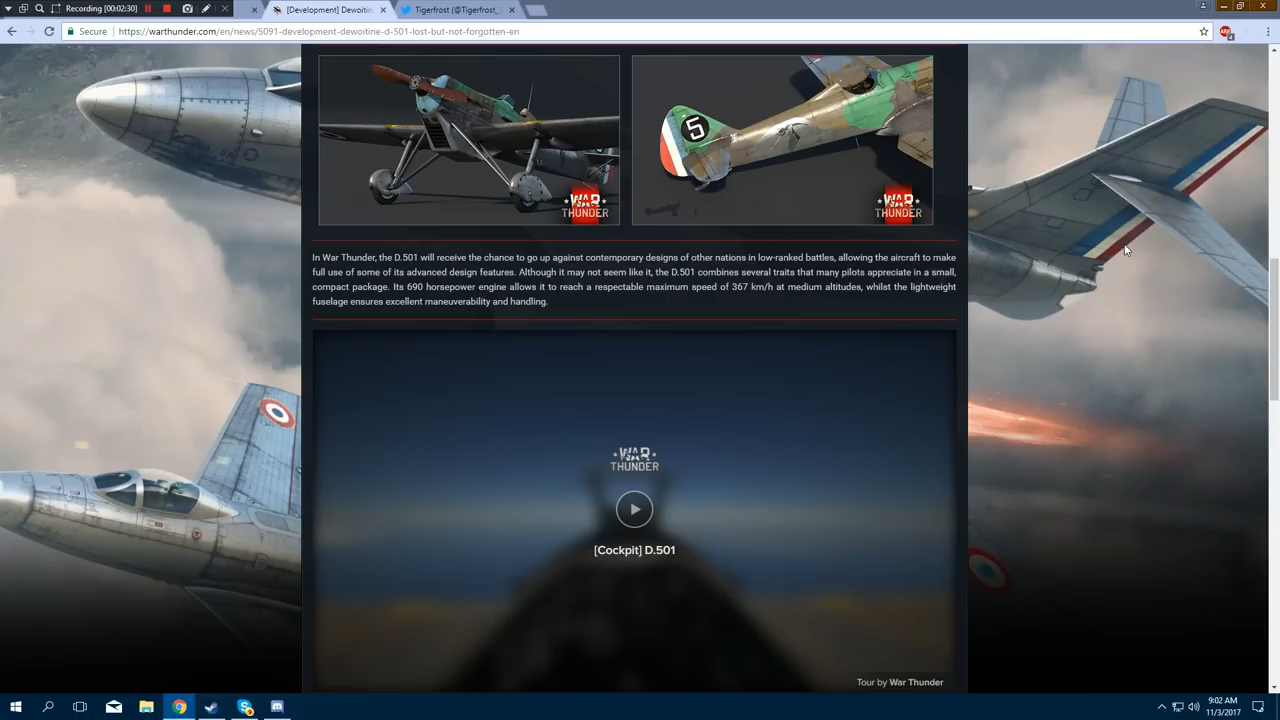 Recording [00:02:30]
[Development] Dewoitin
Tigerfrost (@Tigerfrost_
Secure
https://warthunder.com/en/news/5091-development-dewoitine-d-501-lost-but-not-forgotten-en
5
WAR THUNDER
WAR THUNDER
In War Thunder, the D.501 will receive the chance to go up against contemporary designs of other nations in low-ranked battles, allowing the aircraft to make
full use of some of its advanced design features. Although it may not seem like it, the D.501 combines several traits that many pilots appreciate in a small,
compact package. Its 690 horsepower engine allows it to reach a respectable maximum speed of 367 km/h at medium altitudes, whilst the lightweight
fuselage ensures excellent maneuverability and handling.
WAR
THUNDER
[Cockpit] D.501
Tour by War Thunder
9:02 AM
11/3/2017